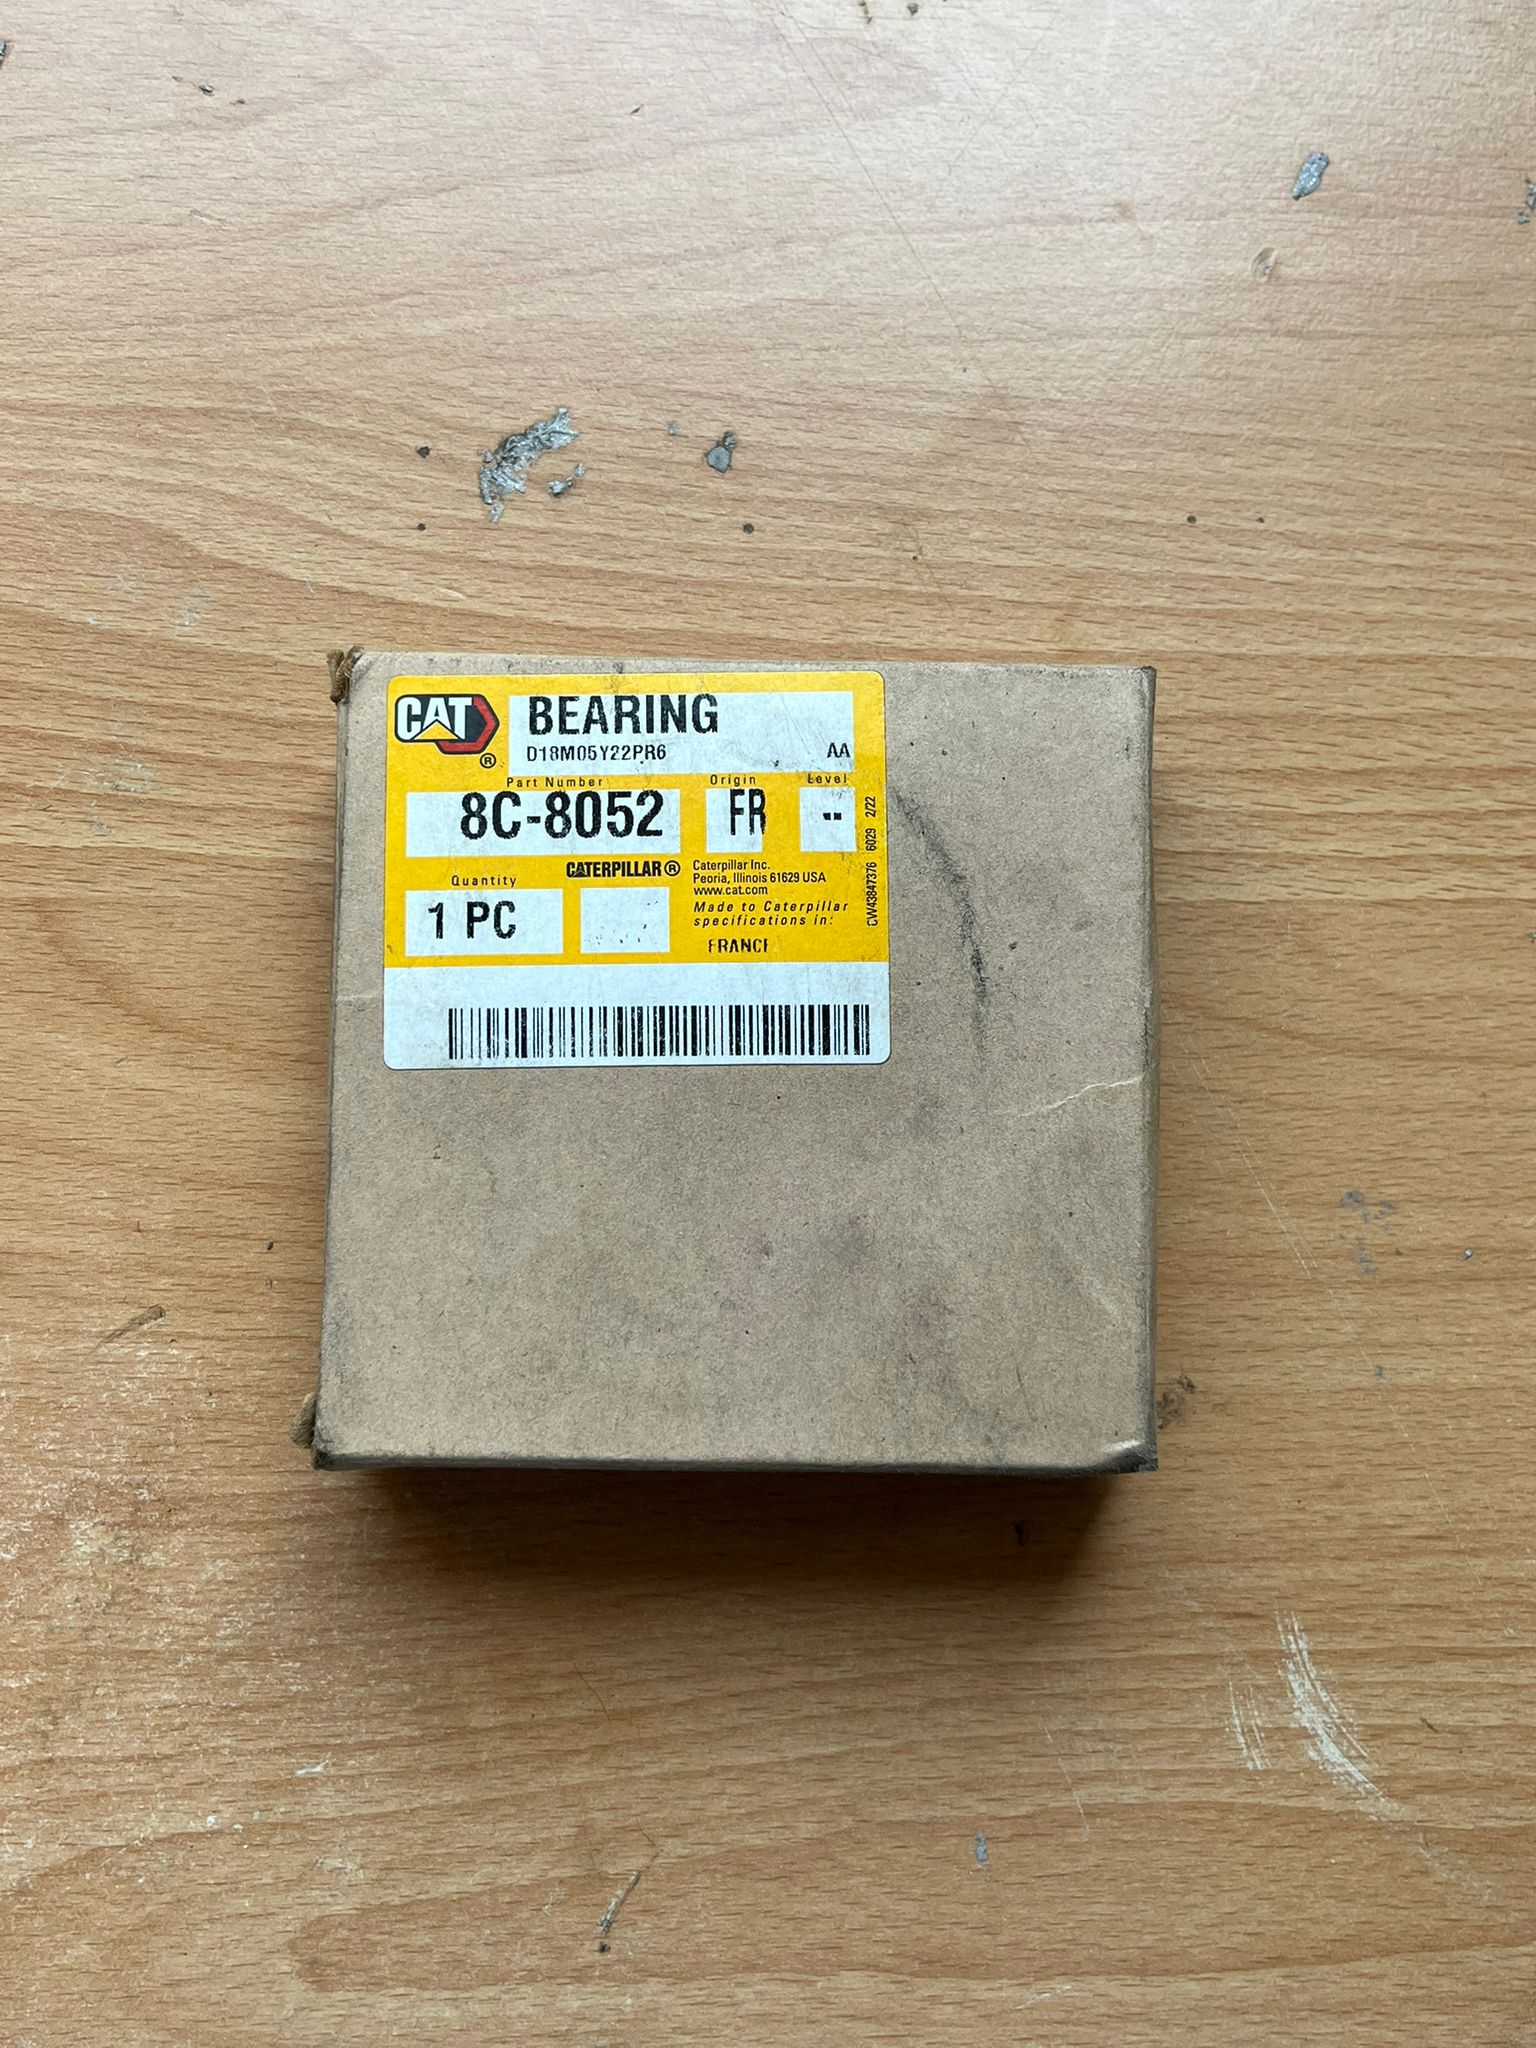 CAT
®
BEARING
D18M05Y22PR6 AA
Part Number Origin Level
8C-8052 FR --
CATERPILLAR®
Caterpillar Inc.
Peoria, Illinois 61629 USA
www.cat.com
Quantity
1 PC
Made to Caterpillar
specifications in:
FRANCE
CW43847376 6029 2/22